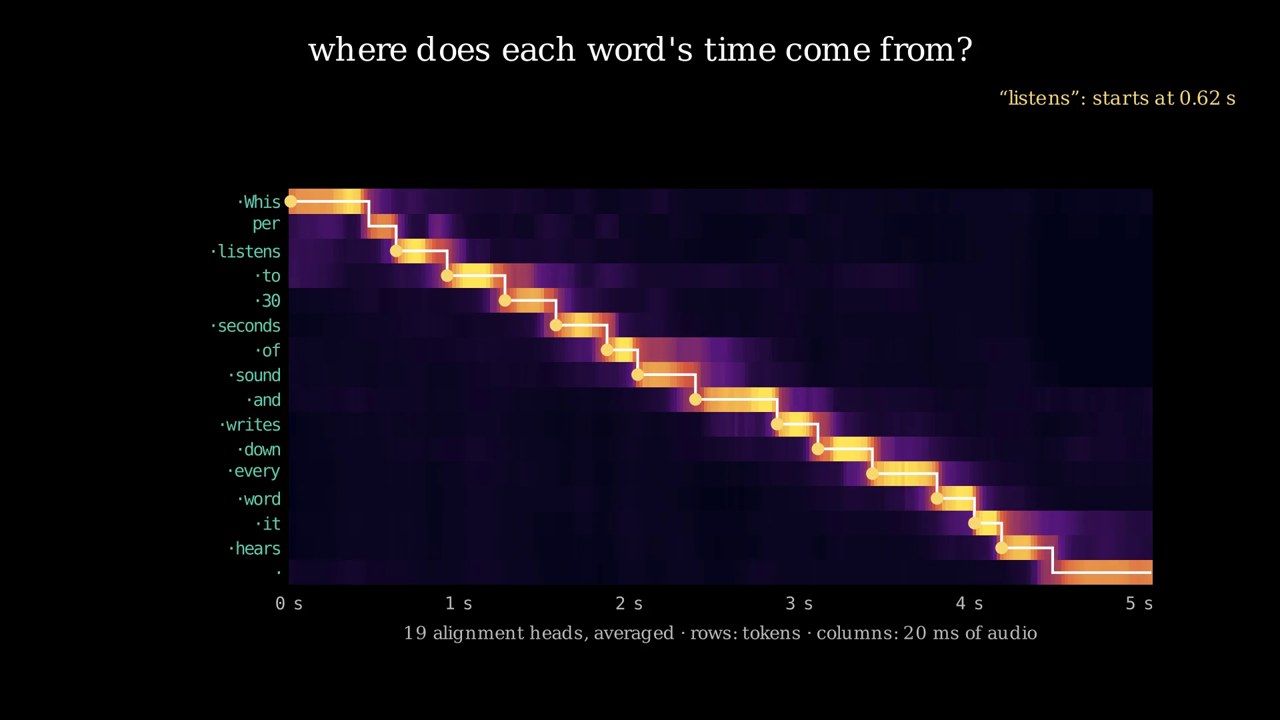 where does each word's time come from?
“listens”: starts at 0.62 s
·Whis
per
·listens
·to
·30
·seconds
·of
·sound
·and
·writes
·down
·every
·word
·it
·hears
.
0 s 1 s 2 s 3 s 4 s 5 s
19 alignment heads, averaged · rows: tokens · columns: 20 ms of audio